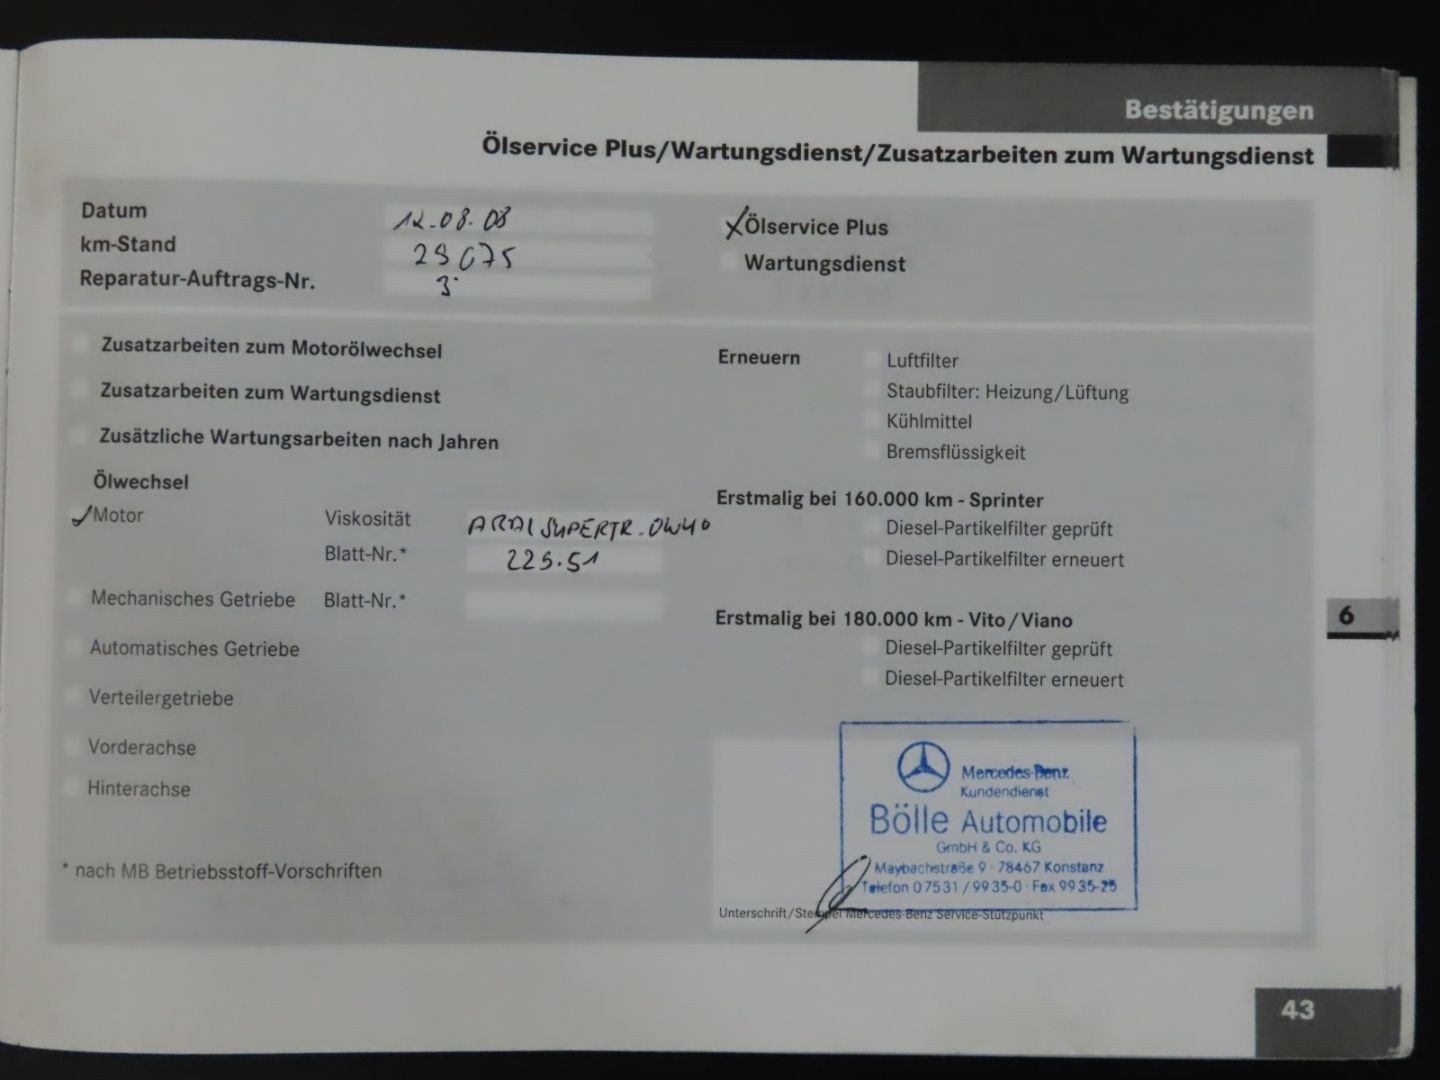 Bestätigungen
Ölservice Plus/Wartungsdienst/Zusatzarbeiten zum Wartungsdienst
Datum 12.08.08
km-Stand 29075
Reparatur-Auftrags-Nr. 3
Ölservice Plus
Wartungsdienst
Zusatzarbeiten zum Motorölwechsel
Zusatzarbeiten zum Wartungsdienst
Zusätzliche Wartungsarbeiten nach Jahren
Ölwechsel
Motor Viskosität ARAL SUPERTR. 0W40
Blatt-Nr.* 229.51
Mechanisches Getriebe Blatt-Nr.*
Automatisches Getriebe
Verteilergetriebe
Vorderachse
Hinterachse
* nach MB Betriebsstoff-Vorschriften
Erneuern Luftfilter
Staubfilter: Heizung/Lüftung
Kühlmittel
Bremsflüssigkeit
Erstmalig bei 160.000 km - Sprinter
Diesel-Partikelfilter geprüft
Diesel-Partikelfilter erneuert
Erstmalig bei 180.000 km - Vito/Viano
Diesel-Partikelfilter geprüft
Diesel-Partikelfilter erneuert
Mercedes-Benz
Kundendienst
Bölle Automobile
GmbH & Co. KG
Maybachstraße 9 · 78467 Konstanz
Telefon 07531/9935-0 · Fax 9935-25
Unterschrift/Stempel Mercedes-Benz Service-Stützpunkt
6
43